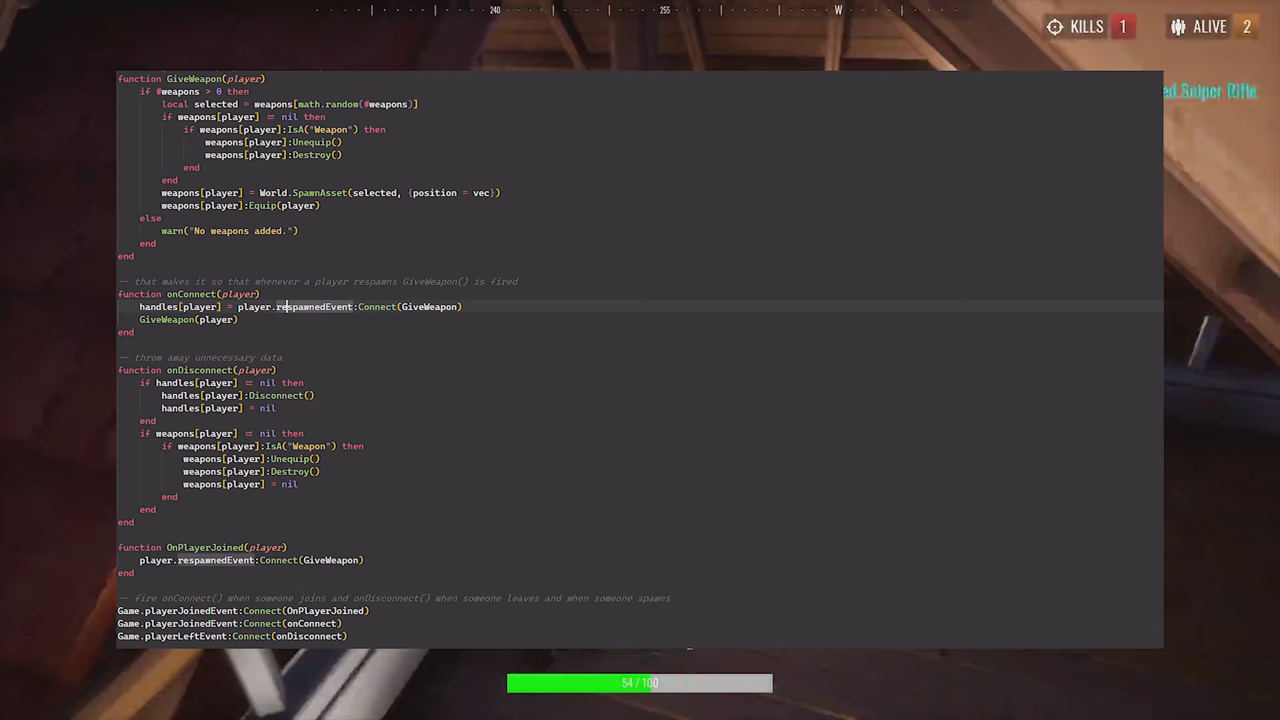 240 255 W
KILLS 1 ALIVE 2
ed Sniper Rifle
function GiveWeapon(player)
if #weapons > 0 then
local selected = weapons[math.random(#weapons)]
if weapons[player] ~= nil then
if weapons[player]:IsA("Weapon") then
weapons[player]:Unequip()
weapons[player]:Destroy()
end
end
weapons[player] = World.SpawnAsset(selected, {position = vec})
weapons[player]:Equip(player)
else
warn("No weapons added.")
end
end
-- that makes it so that whenever a player respawns GiveWeapon() is fired
function onConnect(player)
handles[player] = player.respawnedEvent:Connect(GiveWeapon)
GiveWeapon(player)
end
-- throw away unnecessary data
function onDisconnect(player)
if handles[player] ~= nil then
handles[player]:Disconnect()
handles[player] = nil
end
if weapons[player] ~= nil then
if weapons[player]:IsA("Weapon") then
weapons[player]:Unequip()
weapons[player]:Destroy()
weapons[player] = nil
end
end
end
function OnPlayerJoined(player)
player.respawnedEvent:Connect(GiveWeapon)
end
-- fire onConnect() when someone joins and onDisconnect() when someone leaves and when someone spawns
Game.playerJoinedEvent:Connect(OnPlayerJoined)
Game.playerJoinedEvent:Connect(onConnect)
Game.playerLeftEvent:Connect(onDisconnect)
54 / 100